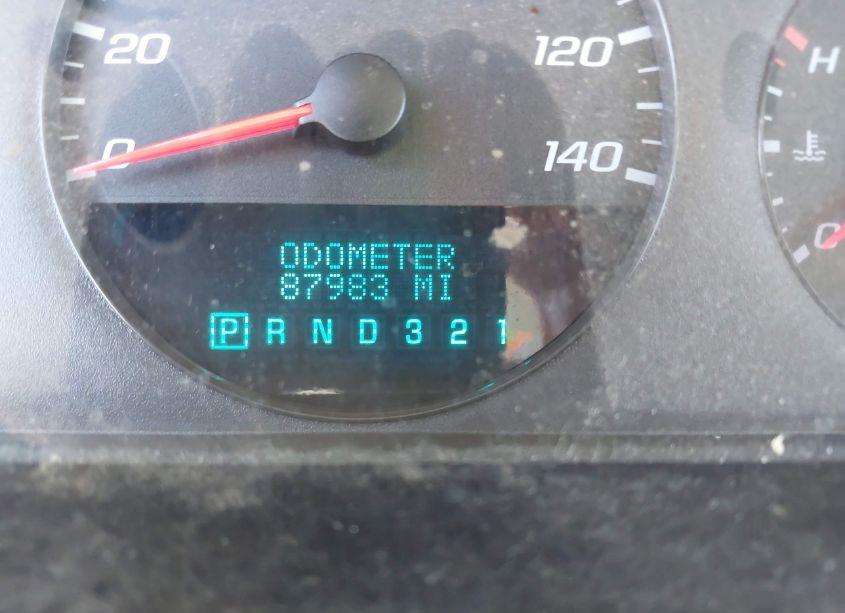 20
120
H
0
140
C
ODOMETER
87983 MI
P R N D 3 2 1